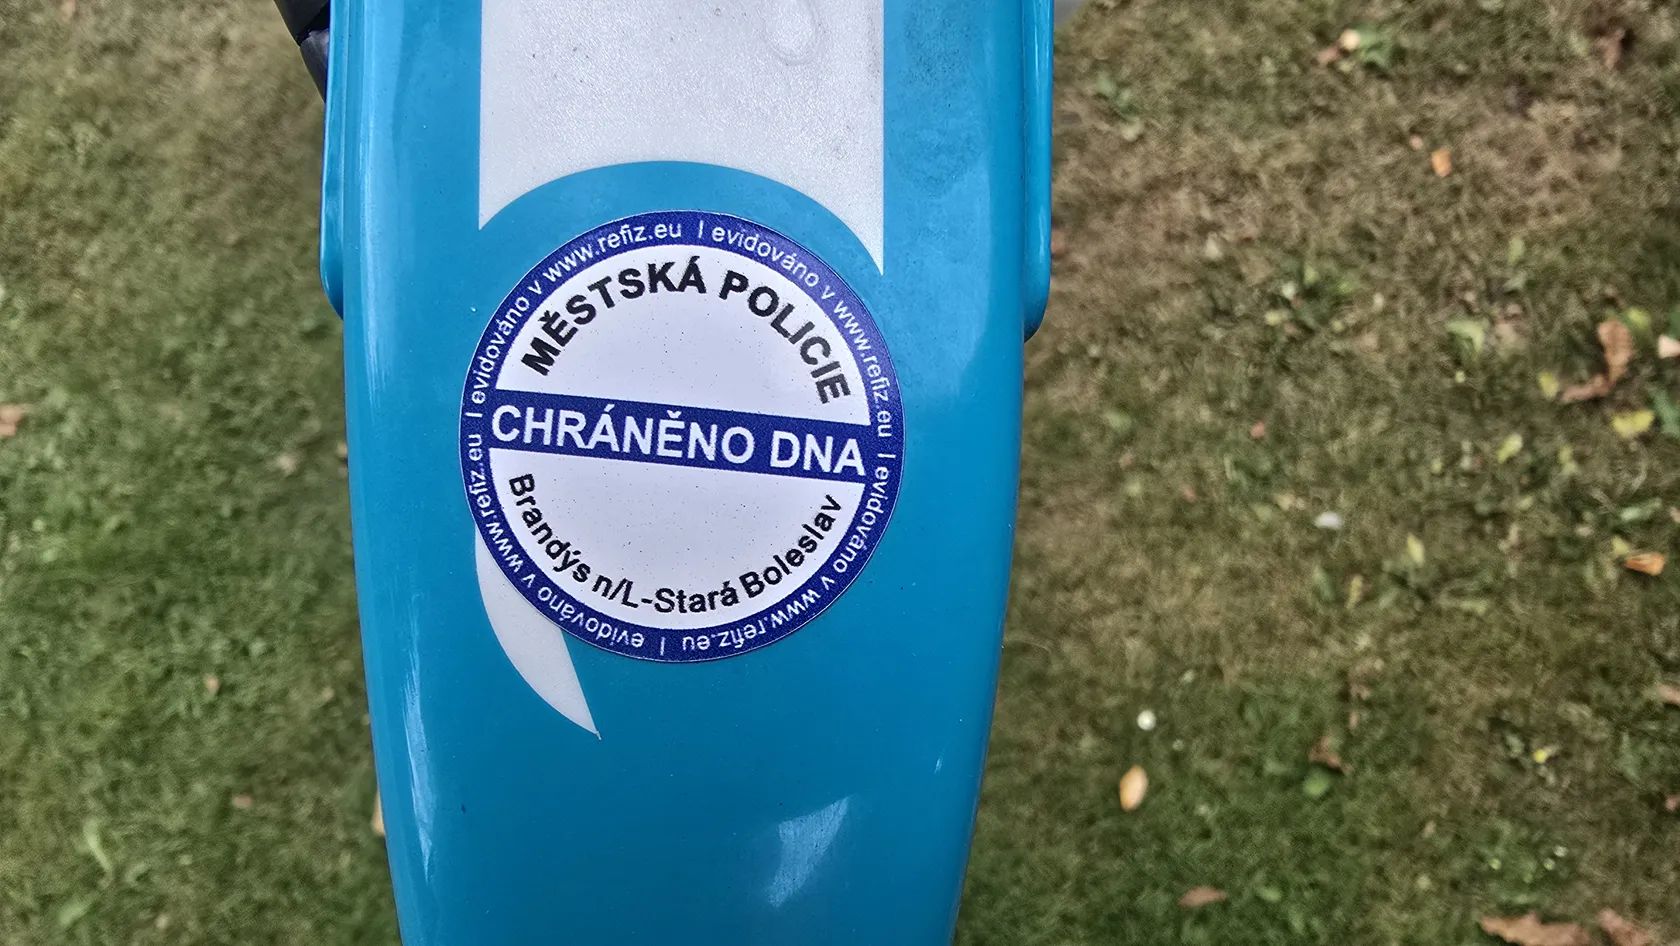 evidováno v www.refiz.eu | evidováno v www.refiz.eu | evidováno v www.refiz.eu | evidováno v www.refiz.eu |
MĚSTSKÁ POLICIE
CHRÁNĚNO DNA
Brandýs n/L-Stará Boleslav